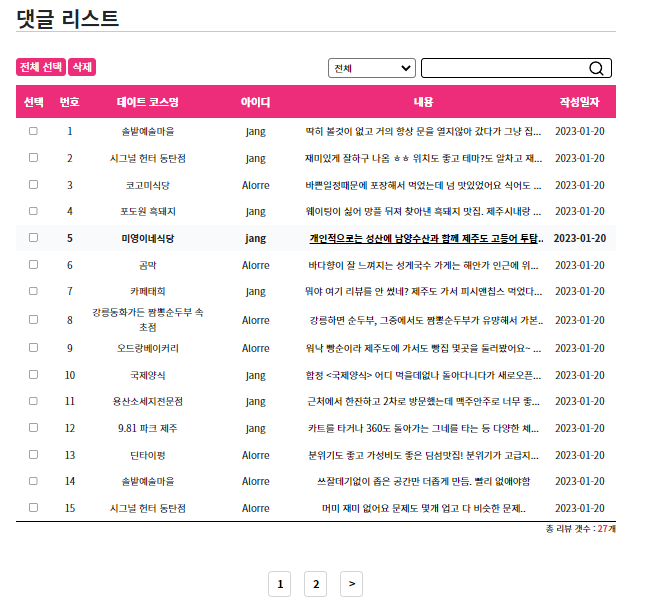 댓글 리스트
전체 선택 삭제 전체
선택 번호 데이트 코스명 아이디 내용 작성일자
1 솔밭예술마을 jang 딱히 볼것이 없고 거의 항상 문을 열지않아 갔다가 그냥 집... 2023-01-20
2 시그널 헌터 동탄점 jang 재미있게 잘하구 나옴 ㅎㅎ 위치도 좋고 테마?도 알차고 재... 2023-01-20
3 코고미식당 Alorre 바쁜일정때문에 포장해서 먹었는데 넘 맛있었어요 식어도 ... 2023-01-20
4 포도원 흑돼지 jang 웨이팅이 싫어 망플 뒤져 찾아낸 흑돼지 맛집. 제주시내랑 ... 2023-01-20
5 미영이네식당 jang 개인적으로는 성산에 남양수산과 함께 제주도 고등어 투탑.. 2023-01-20
6 곰막 Alorre 바다향이 잘 느껴지는 성게국수 가게는 해안가 인근에 위... 2023-01-20
7 카페태희 jang 뭐야 여기 리뷰를 안 썼네? 제주도 가서 피시앤칩스 먹었다... 2023-01-20
8 강릉동화가든 짬뽕순두부 속초점 Alorre 강릉하면 순두부, 그중에서도 짬뽕순두부가 유명해서 가본.. 2023-01-20
9 오드랑베이커리 Alorre 워낙 빵순이라 제주도에 가서도 빵집 몇곳을 둘러봤어요~ ... 2023-01-20
10 국제양식 jang 함정 <국제양식> 어디 먹을데없나 돌아다니다가 새로오픈... 2023-01-20
11 용산소세지전문점 jang 근처에서 한잔하고 2차로 방문했는데 맥주안주로 너무 좋... 2023-01-20
12 9.81 파크 제주 jang 카트를 타거나 360도 돌아가는 그네를 타는 등 다양한 체... 2023-01-20
13 딘타이펑 Alorre 분위기도 좋고 가성비도 좋은 딤섬맛집! 분위기가 고급지... 2023-01-20
14 솔밭예술마을 Alorre 쓰잘데기없이 좁은 공간만 더좁게 만듬. 빨리 없애야함 2023-01-20
15 시그널 헌터 동탄점 Alorre 머미 재미 없어요 문제도 몇개 업고 다 비슷한 문제.. 2023-01-20
총 리뷰 갯수 : 27개
1 2 >